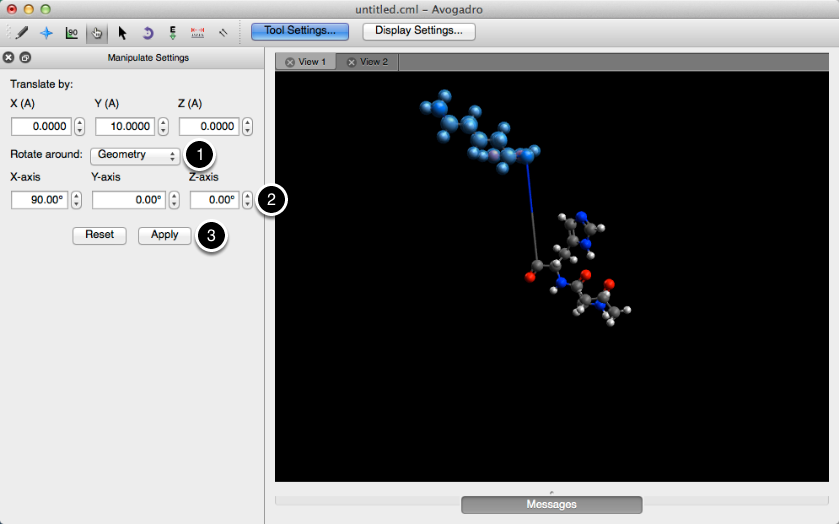 untitled.cml – Avogadro
90 E Tool Settings... Display Settings...
Manipulate Settings
View 1 View 2
Translate by:
X (A) Y (A) Z (A)
0.0000 10.0000 0.0000
Rotate around: Geometry 1
X-axis Y-axis Z-axis
90.00° 0.00° 0.00° 2
Reset Apply 3
Messages